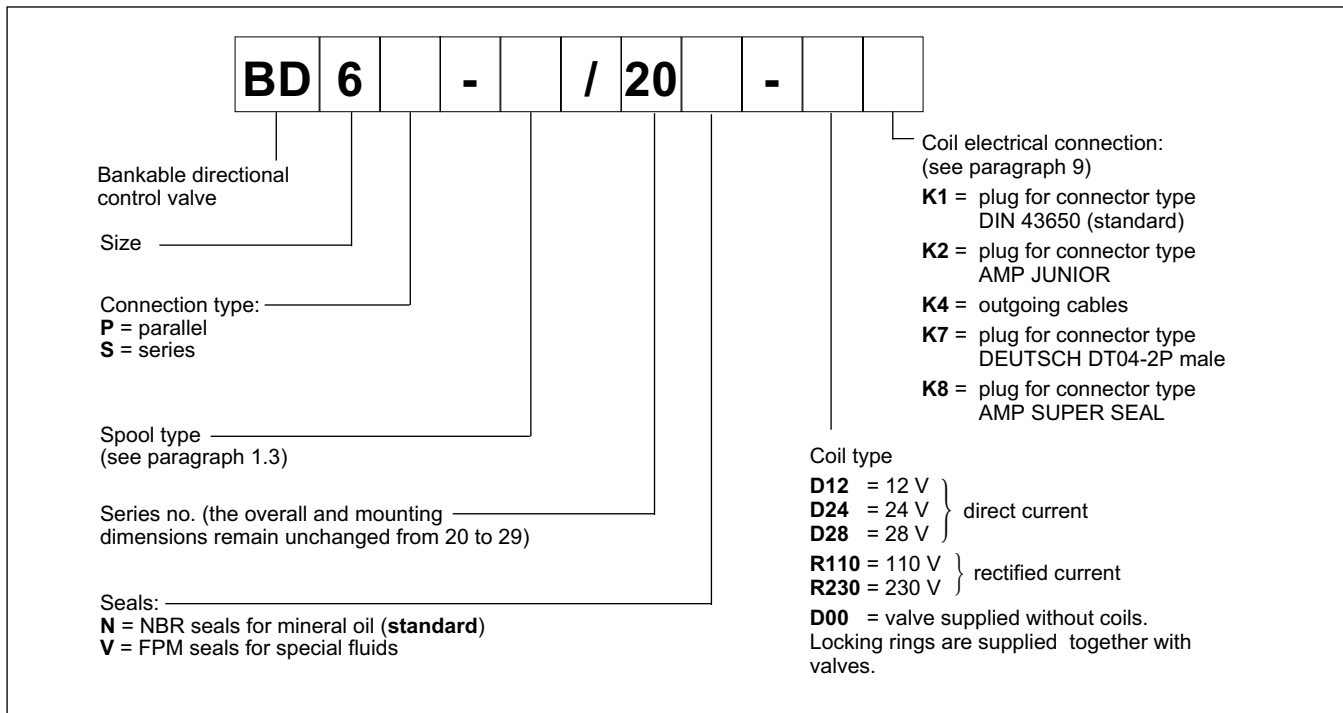 BD 6 - / 20 -
Bankable directional
control valve
Size
Connection type:
P = parallel
S = series
Spool type
(see paragraph 1.3)
Series no. (the overall and mounting
dimensions remain unchanged from 20 to 29)
Seals:
N = NBR seals for mineral oil (standard)
V = FPM seals for special fluids
Coil electrical connection:
(see paragraph 9)
K1 = plug for connector type
DIN 43650 (standard)
K2 = plug for connector type
AMP JUNIOR
K4 = outgoing cables
K7 = plug for connector type
DEUTSCH DT04-2P male
K8 = plug for connector type
AMP SUPER SEAL
Coil type
D12 = 12 V
D24 = 24 V direct current
D28 = 28 V
R110 = 110 V
R230 = 230 V rectified current
D00 = valve supplied without coils.
Locking rings are supplied together with
valves.